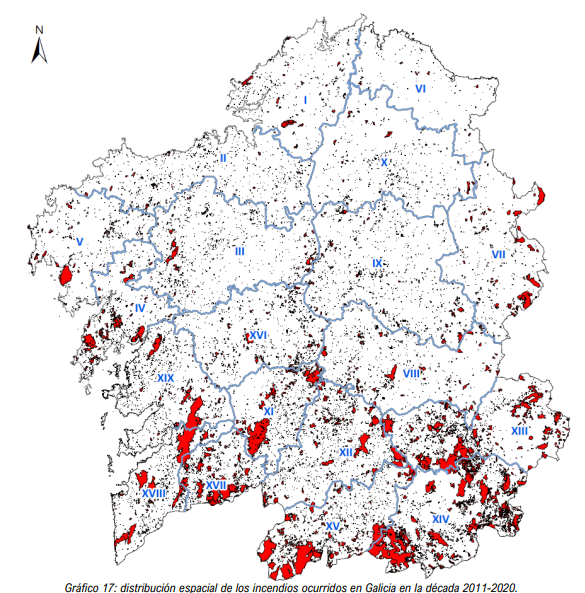 N
I
VI
II
X
V
III
IX
VII
IV
XVI
VIII
XIX
XI
XIII
XII
XVIII
XVII
XV
XIV
Gráfico 17: distribución espacial de los incendios ocurridos en Galicia en la década 2011-2020.